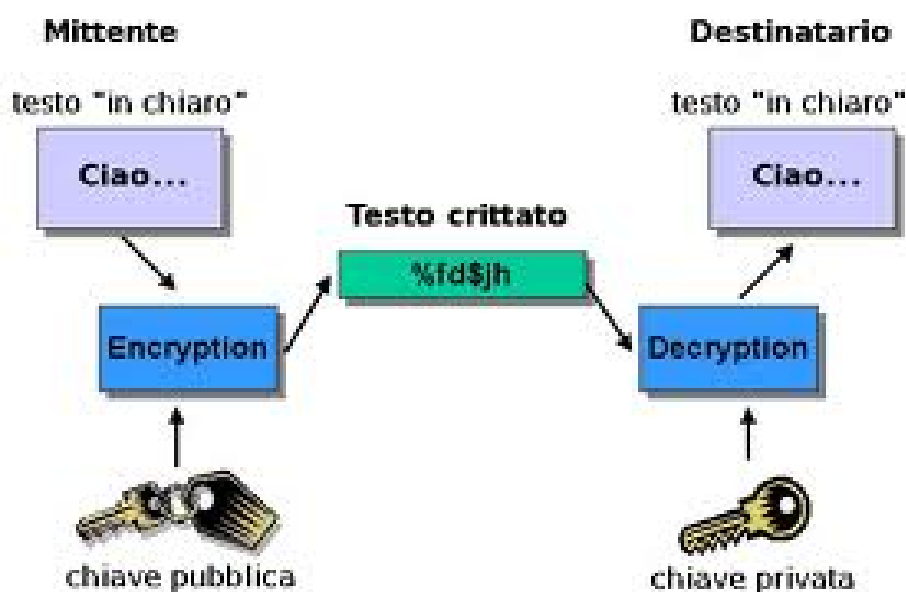 Mittente
Destinatario
testo "in chiaro"
testo "in chiaro"
Ciao...
Ciao...
Testo crittato
%fd$jh
Encryption
Decryption
chiave pubblica
chiave privata